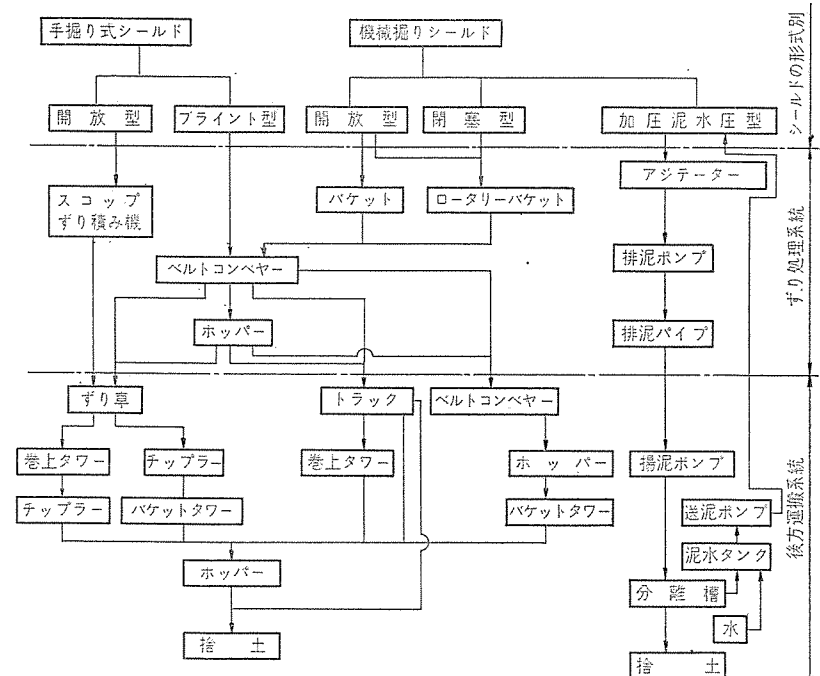 手掘り式シールド
機械掘りシールド
開放型
ブラインド型
開放型
閉塞型
加圧泥水圧型
シールドの形式別
スコップ
ずり積み機
バケット
ロータリーバケット
アジテーター
ベルトコンベヤー
排泥ポンプ
ホッパー
排泥パイプ
ずり処理系統
ずり車
トラック
ベルトコンベヤー
巻上タワー
チップラー
巻上タワー
ホッパー
揚泥ポンプ
チップラー
バケットタワー
バケットタワー
送泥ポンプ
泥水タンク
ホッパー
分離槽
水
捨土
捨土
後方運搬系統